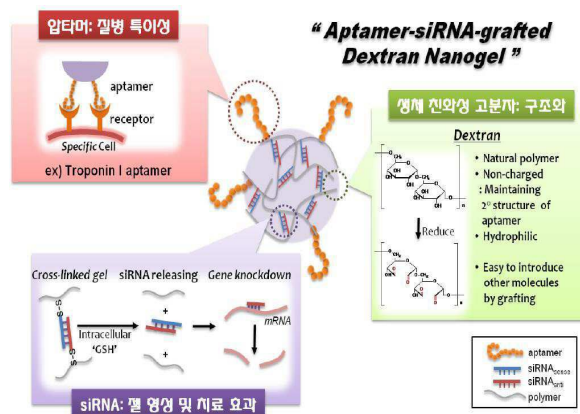 압타머: 질병 특이성
aptamer
receptor
Specific Cell
ex) Troponin I aptamer
“ Aptamer-siRNA-grafted
Dextran Nanogel ”
생체 친화성 고분자: 구조와
Dextran
Reduce
• Natural polymer
• Non-charged
: Maintaining
2° structure of
aptamer
• Hydrophilic
• Easy to introduce
other molecules
by grafting
Cross-linked gel
siRNA releasing
Gene knockdown
S-S
S-S
Intracellular
‘GSH’
+
+
mRNA
siRNA: 젤 형성 및 치료 효과
aptamer
siRNAsense
siRNAanti
polymer